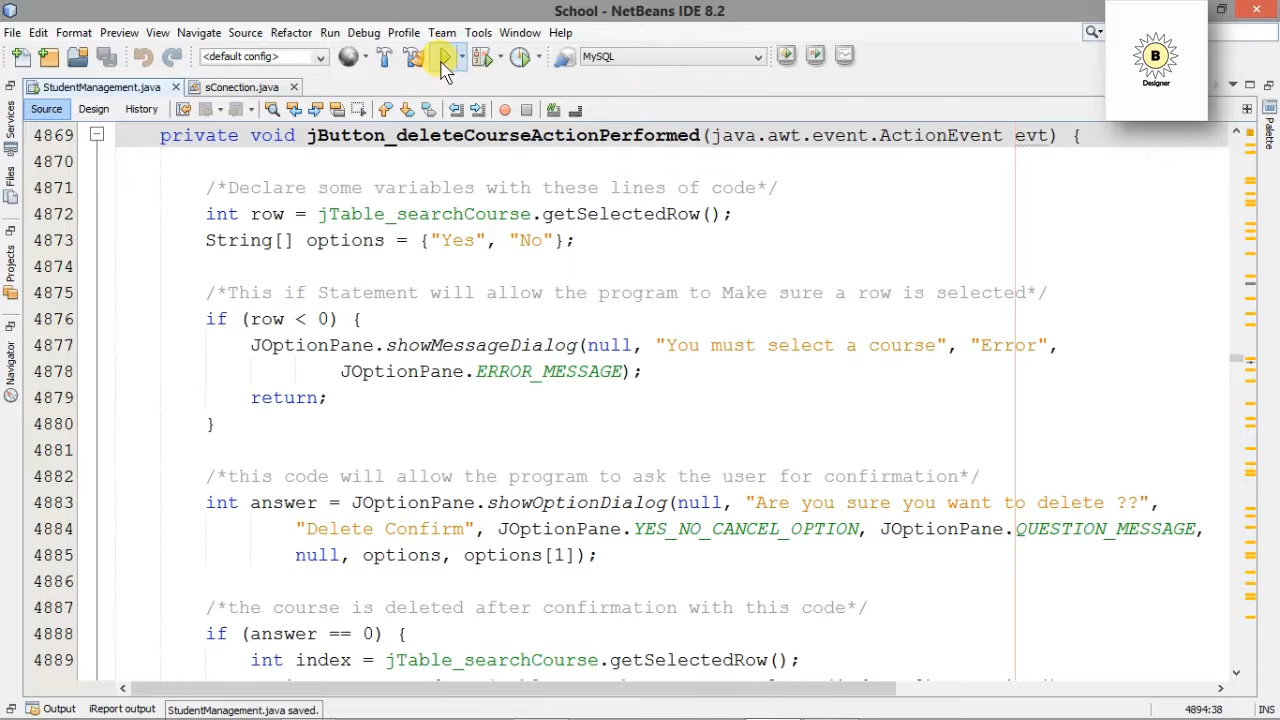 School - NetBeans IDE 8.2
File Edit Format Preview View Navigate Source Refactor Run Debug Profile Team Tools Window Help
<default config> MySQL
B
Designer
StudentManagement.java sConection.java
Source Design History
Services
Files
Projects
Navigator
Palette
4869 private void jButton_deleteCourseActionPerformed(java.awt.event.ActionEvent evt) {
4870
4871 /*Declare some variables with these lines of code*/
4872 int row = jTable_searchCourse.getSelectedRow();
4873 String[] options = {"Yes", "No"};
4874
4875 /*This if Statement will allow the program to Make sure a row is selected*/
4876 if (row < 0) {
4877 JOptionPane.showMessageDialog(null, "You must select a course", "Error",
4878 JOptionPane.ERROR_MESSAGE);
4879 return;
4880 }
4881
4882 /*this code will allow the program to ask the user for confirmation*/
4883 int answer = JOptionPane.showOptionDialog(null, "Are you sure you want to delete ??",
4884 "Delete Confirm", JOptionPane.YES_NO_CANCEL_OPTION, JOptionPane.QUESTION_MESSAGE,
4885 null, options, options[1]);
4886
4887 /*the course is deleted after confirmation with this code*/
4888 if (answer == 0) {
4889 int index = jTable_searchCourse.getSelectedRow();
Output iReport output StudentManagement.java saved. 4894:38 INS